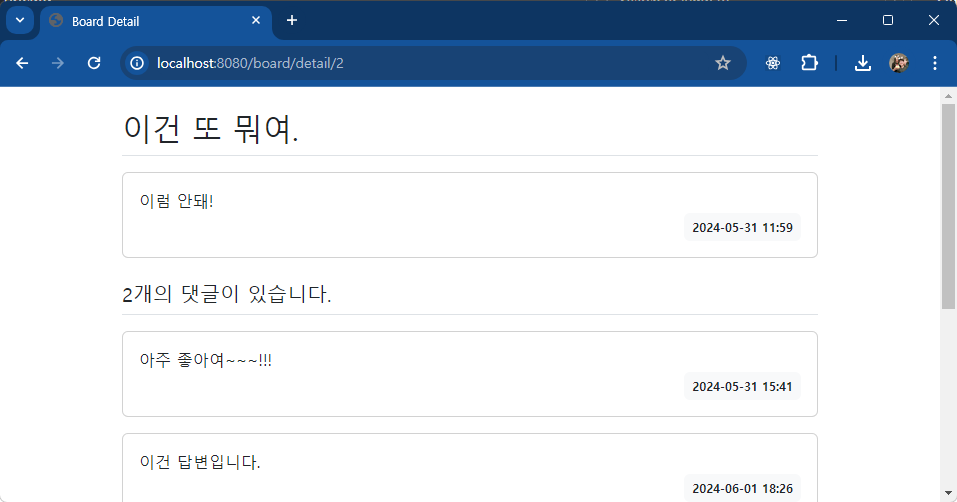 Board Detail
localhost:8080/board/detail/2
이건 또 뭐여.
이럼 안돼!
2024-05-31 11:59
2개의 댓글이 있습니다.
아주 좋아여~~~!!!
2024-05-31 15:41
이건 답변입니다.
2024-06-01 18:26